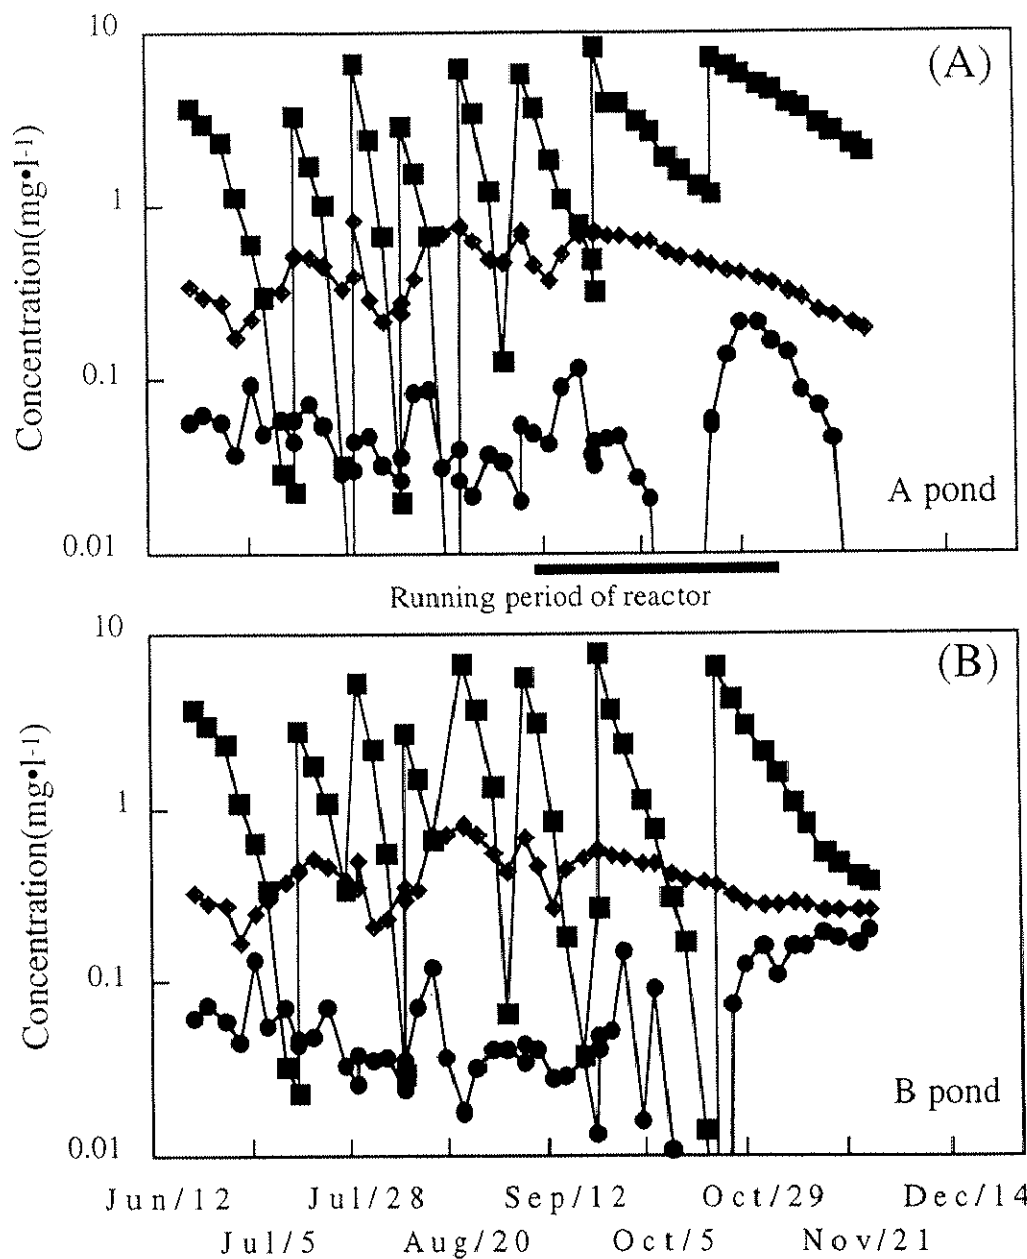 10
(A)
Concentration(mg•l-1)
1
0.1
A pond
0.01
Running period of reactor
10
(B)
Concentration(mg•l-1)
1
0.1
B pond
0.01
Jun/12 Jul/28 Sep/12 Oct/29 Dec/14
Jul/5 Aug/20 Oct/5 Nov/21